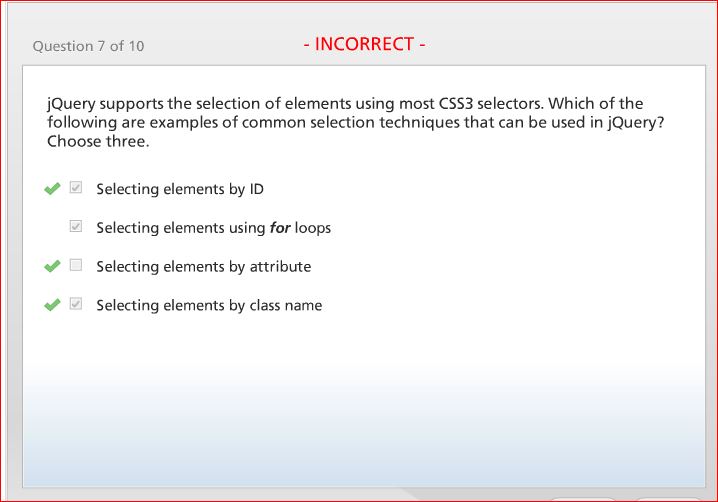 Question 7 of 10
- INCORRECT -
jQuery supports the selection of elements using most CSS3 selectors. Which of the
following are examples of common selection techniques that can be used in jQuery?
Choose three.
Selecting elements by ID
Selecting elements using for loops
Selecting elements by attribute
Selecting elements by class name